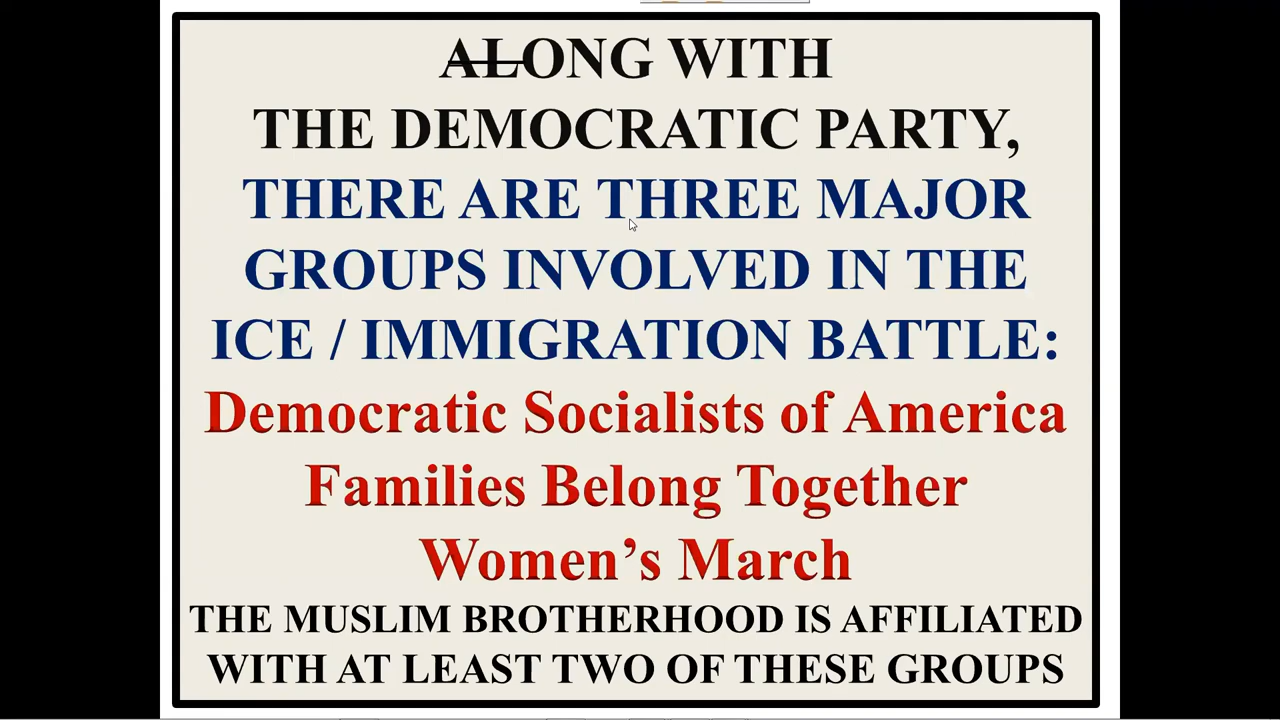 ALONG WITH
THE DEMOCRATIC PARTY,
THERE ARE THREE MAJOR
GROUPS INVOLVED IN THE
ICE / IMMIGRATION BATTLE:
Democratic Socialists of America
Families Belong Together
Women’s March
THE MUSLIM BROTHERHOOD IS AFFILIATED
WITH AT LEAST TWO OF THESE GROUPS